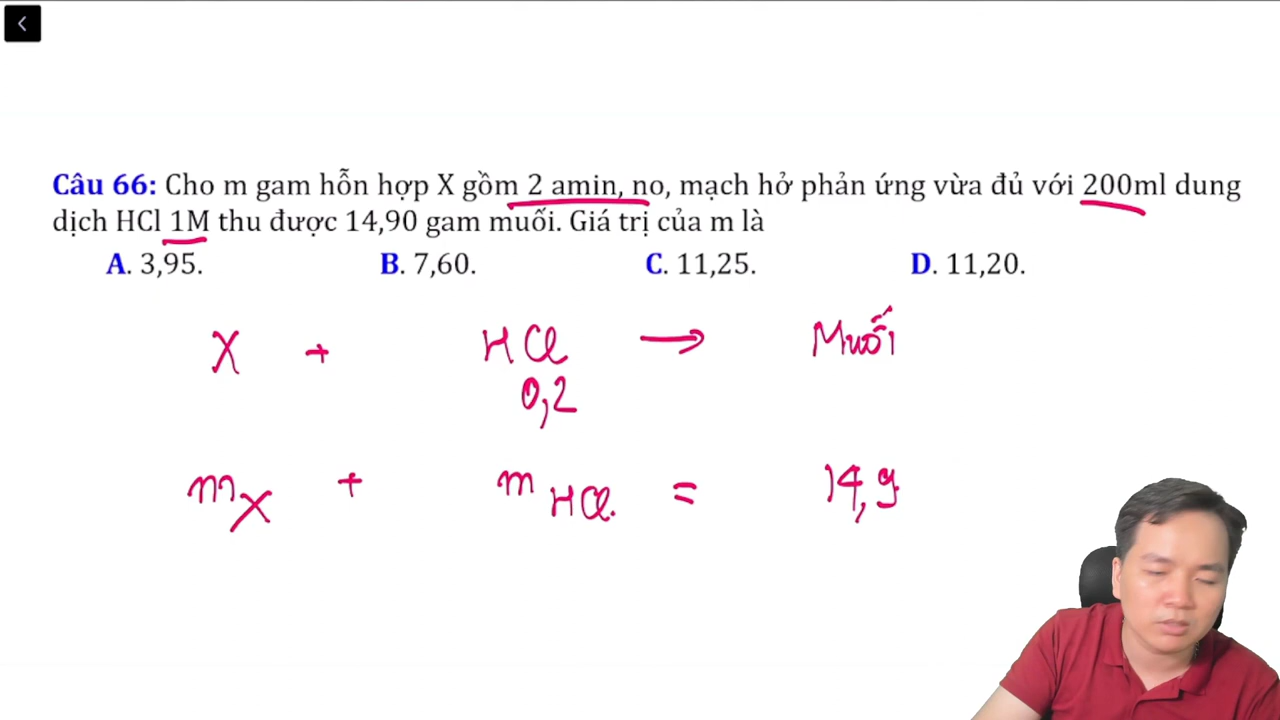 Câu 66: Cho m gam hỗn hợp X gồm 2 amin, no, mạch hở phản ứng vừa đủ với 200ml dung
dịch HCl 1M thu được 14,90 gam muối. Giá trị của m là
A. 3,95. B. 7,60. C. 11,25. D. 11,20.
X + HCl → Muối
0,2
mX + mHCl = 14,9